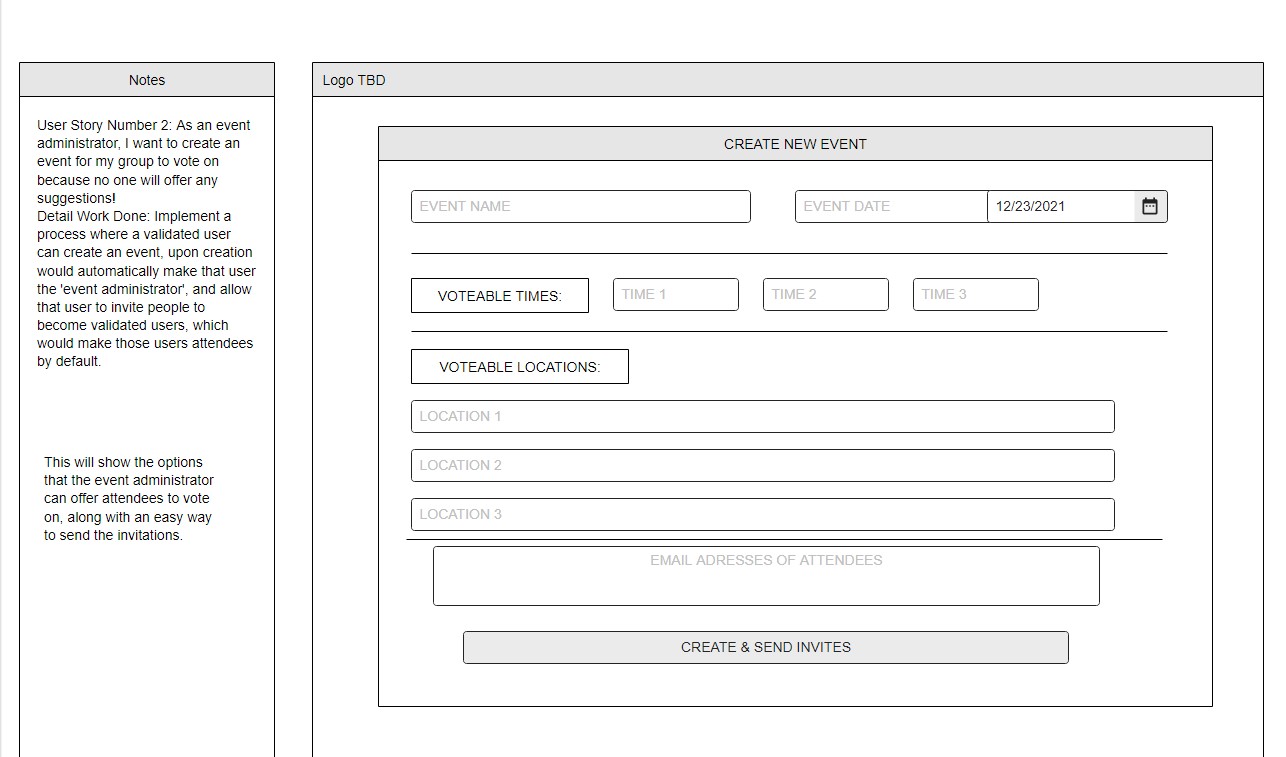 Notes
User Story Number 2: As an event
administrator, I want to create an
event for my group to vote on
because no one will offer any
suggestions!
Detail Work Done: Implement a
process where a validated user
can create an event, upon creation
would automatically make that user
the 'event administrator', and allow
that user to invite people to
become validated users, which
would make those users attendees
by default.
This will show the options
that the event administrator
can offer attendees to vote
on, along with an easy way
to send the invitations.
Logo TBD
CREATE NEW EVENT
EVENT NAME
EVENT DATE
12/23/2021
VOTEABLE TIMES:
TIME 1
TIME 2
TIME 3
VOTEABLE LOCATIONS:
LOCATION 1
LOCATION 2
LOCATION 3
EMAIL ADRESSES OF ATTENDEES
CREATE & SEND INVITES